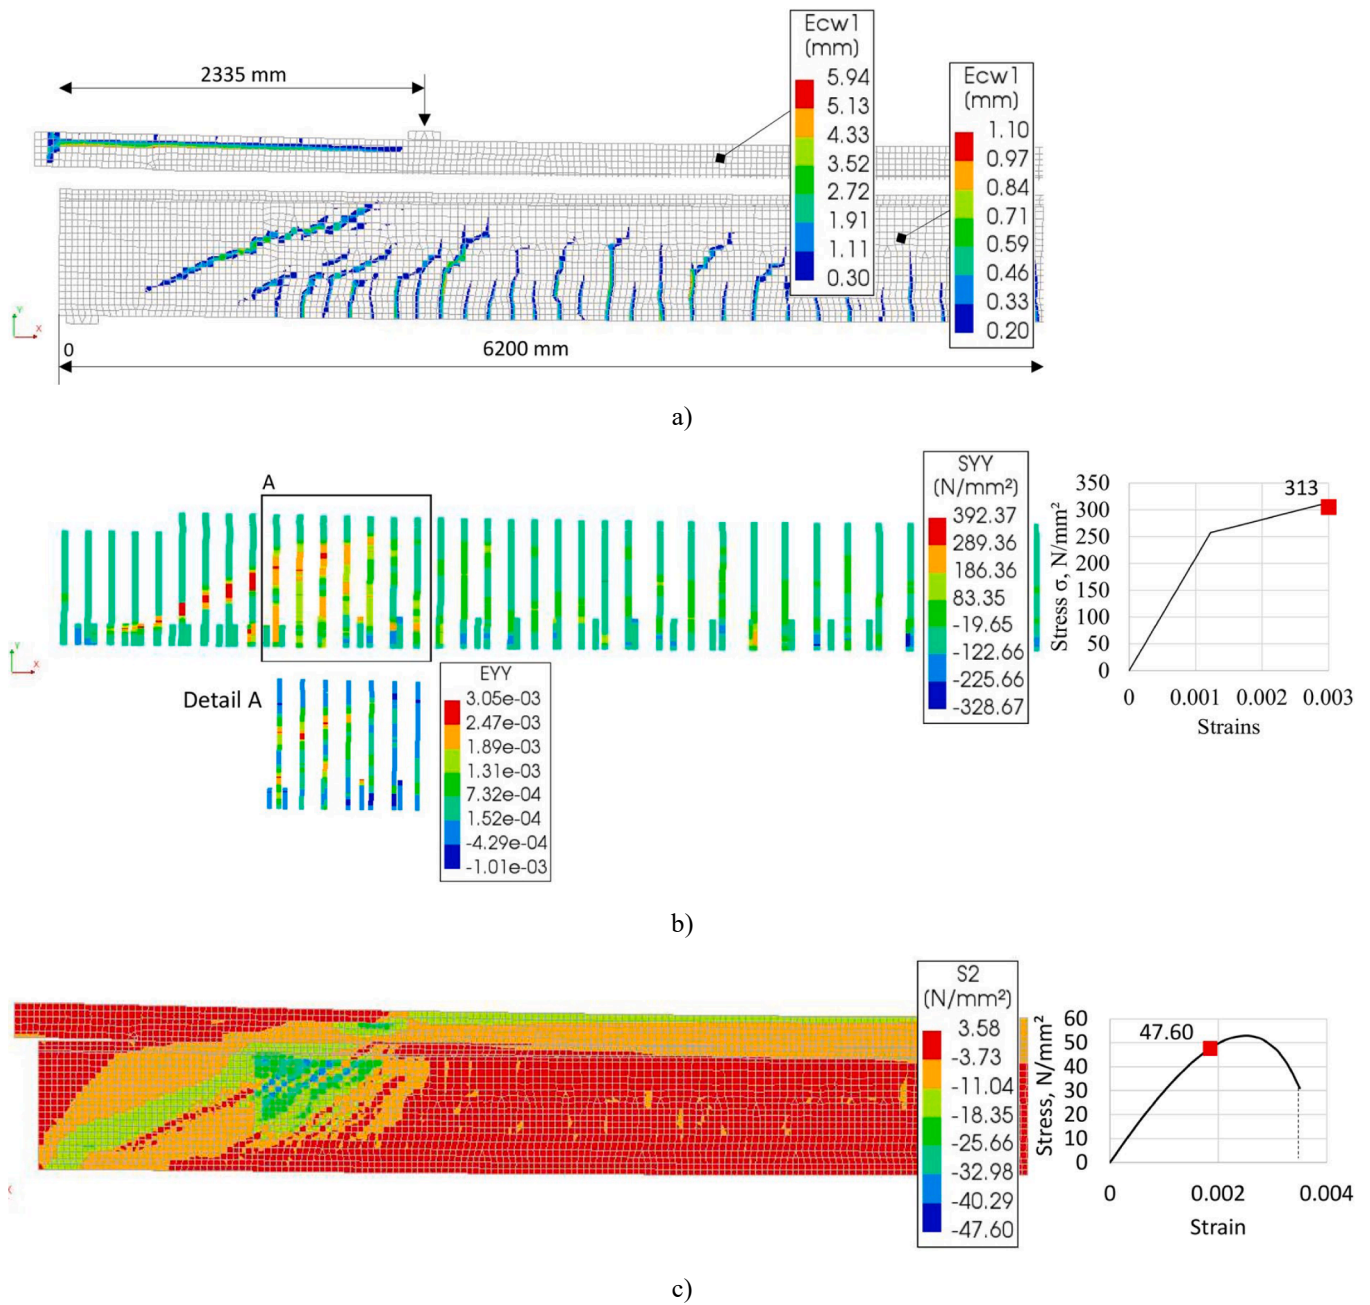 Ecw1
(mm)
5.94
5.13
4.33
3.52
2.72
1.91
1.11
0.30
Ecw1
(mm)
1.10
0.97
0.84
0.71
0.59
0.46
0.33
0.20
2335 mm
Y
X
0
6200 mm
a)
A
SYY
(N/mm²)
392.37
289.36
186.36
83.35
-19.65
-122.66
-225.66
-328.67
Y
X
Detail A
EYY
3.05e-03
2.47e-03
1.89e-03
1.31e-03
7.32e-04
1.52e-04
-4.29e-04
-1.01e-03
Stress σ, N/mm²
350
300
250
200
150
100
50
0
313
0 0.001 0.002 0.003
Strains
b)
S2
(N/mm²)
3.58
-3.73
-11.04
-18.35
-25.66
-32.98
-40.29
-47.60
Stress, N/mm²
60
50
40
30
20
10
0
47.60
0 0.002 0.004
Strain
c)